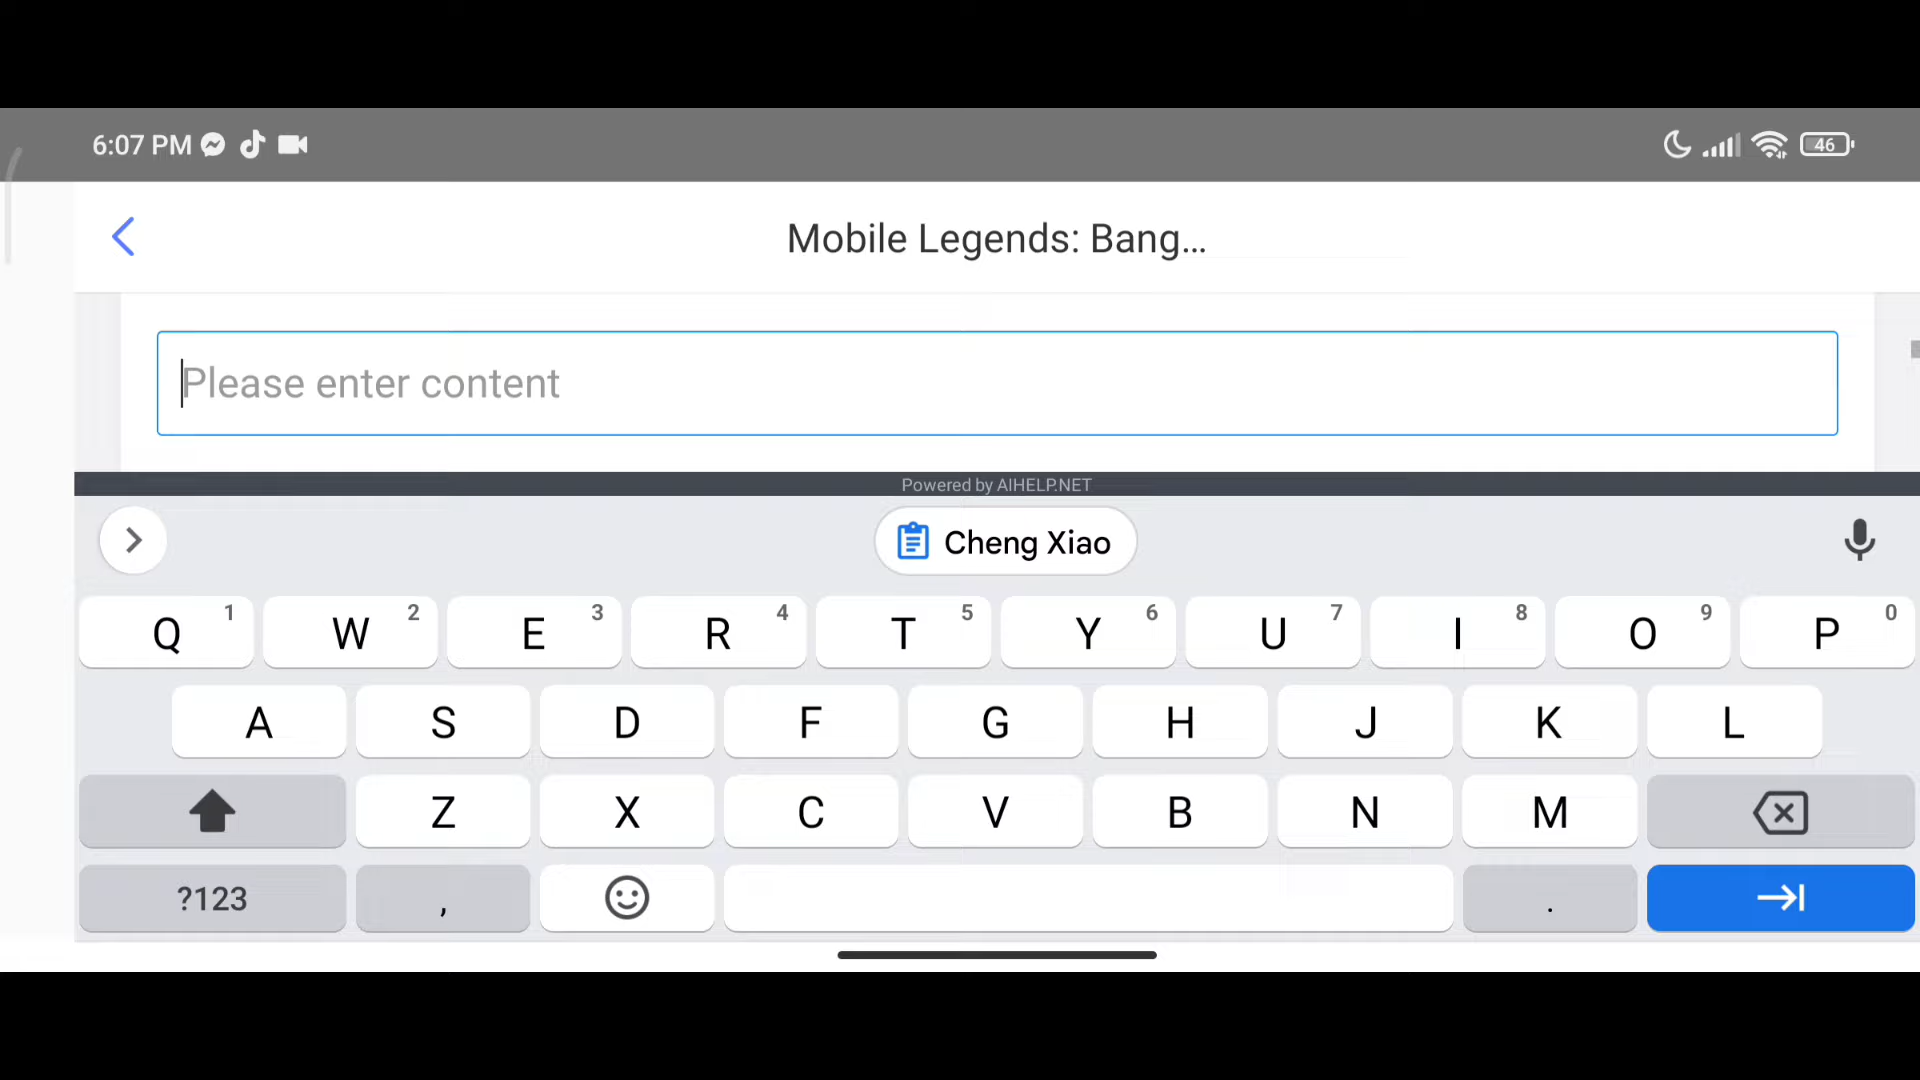 6:07 PM
46
Mobile Legends: Bang...
Please enter content
Powered by AIHELP.NET
Cheng Xiao
Q 1 W 2 E 3 R 4 T 5 Y 6 U 7 I 8 O 9 P 0
A S D F G H J K L
Z X C V B N M
?123 , .